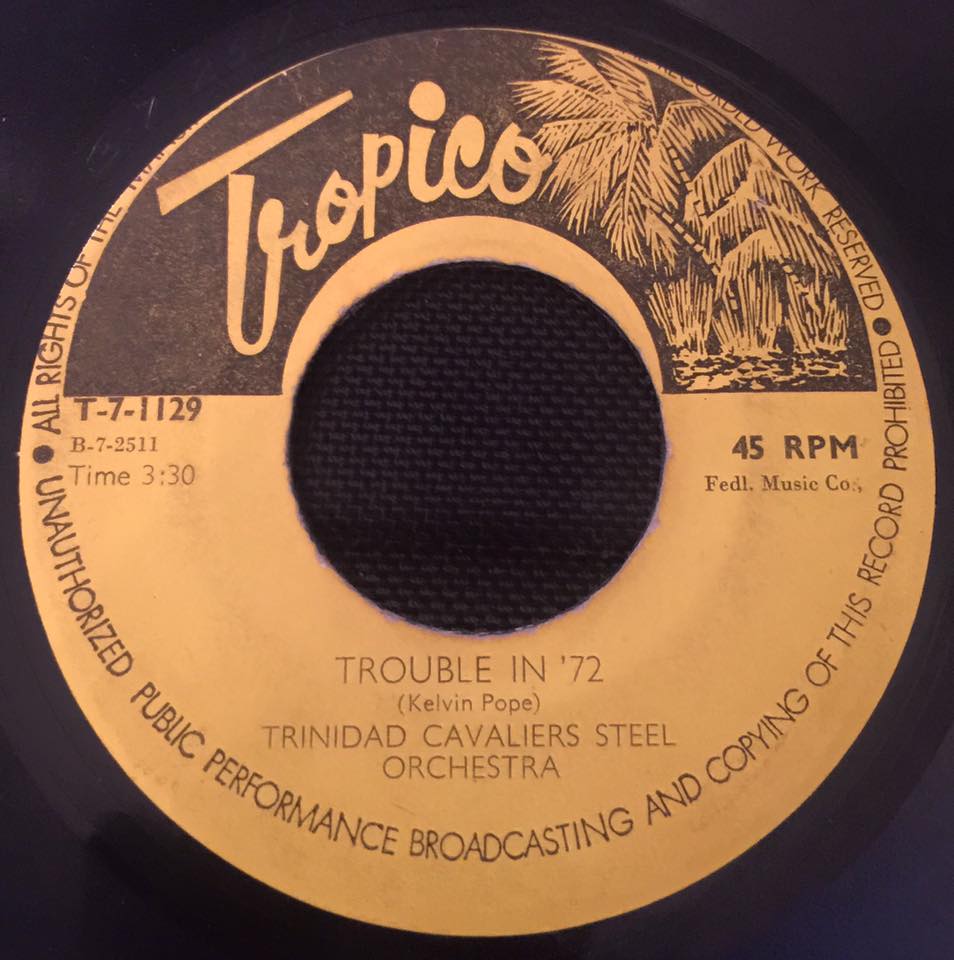 Tropico
T-7-1129
B-7-2511
Time 3:30
45 RPM
Fedl. Music Co.,
TROUBLE IN '72
(Kelvin Pope)
TRINIDAD CAVALIERS STEEL
ORCHESTRA
ALL RIGHTS OF THE
RECORDED WORK RESERVED • UNAUTHORIZED PUBLIC PERFORMANCE BROADCASTING AND COPYING OF THIS RECORD PROHIBITED •